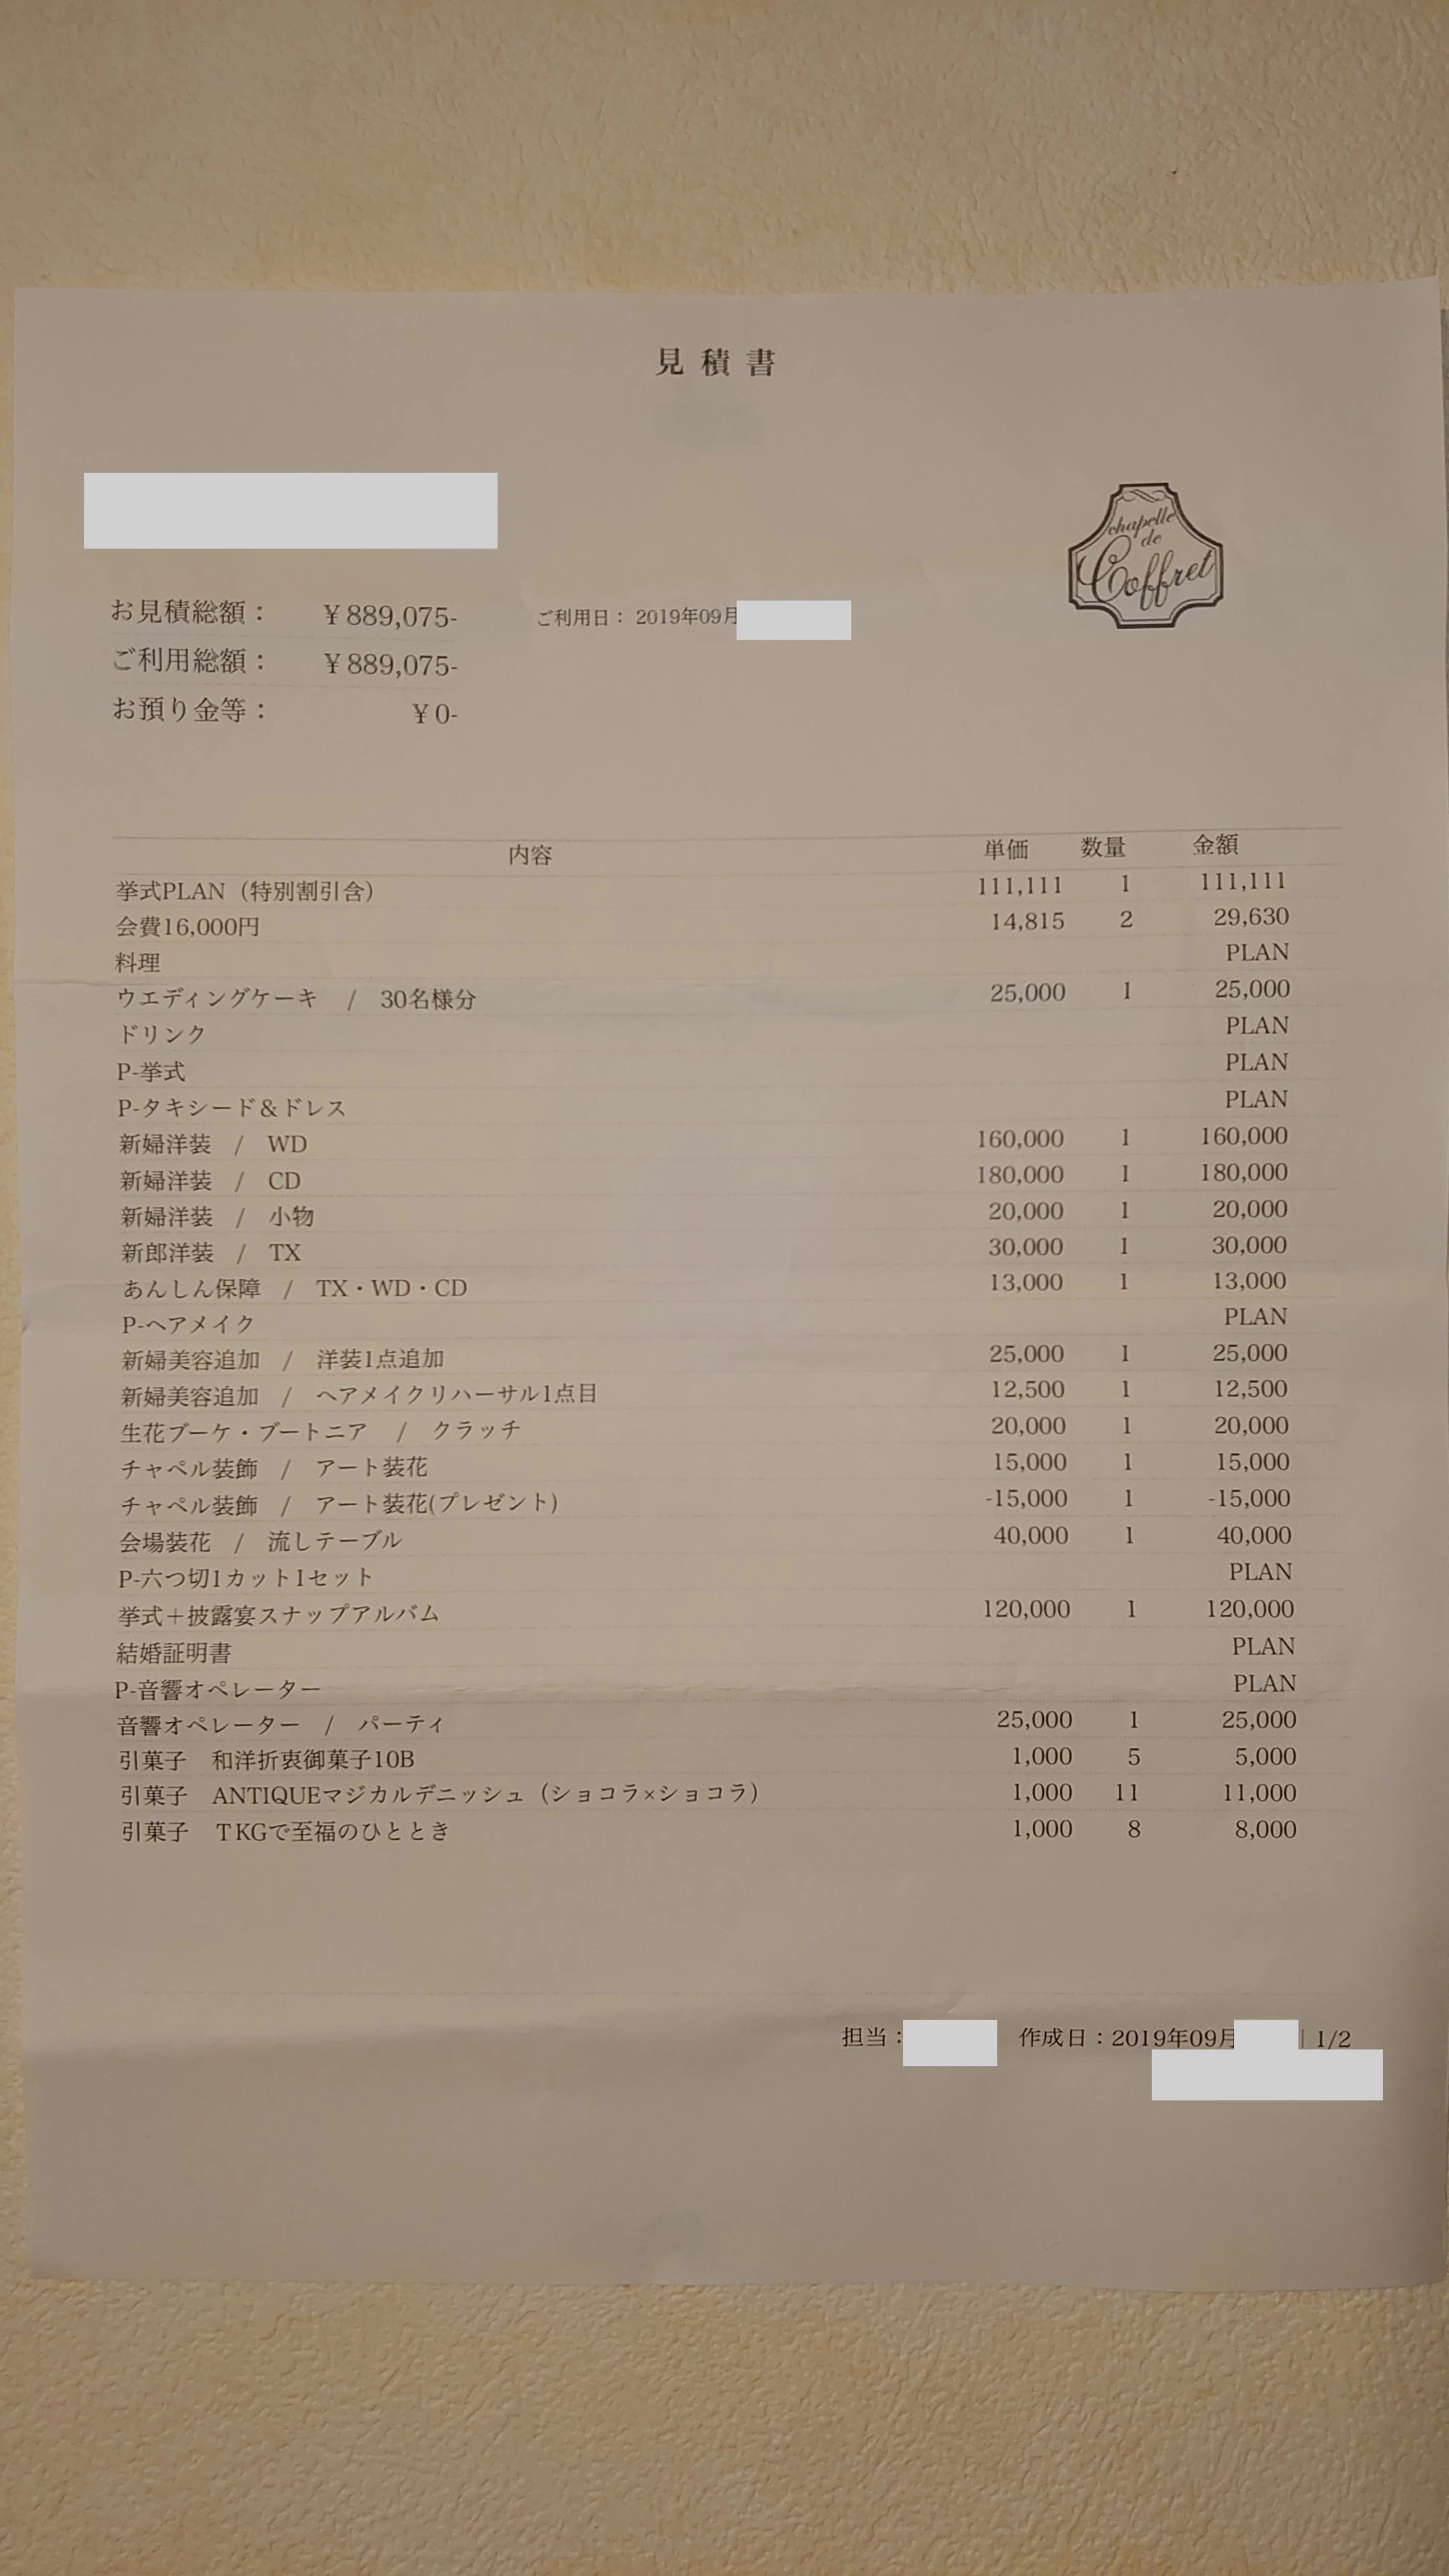 見積書
chapelle
de
Coffret
お見積総額： ￥889,075- ご利用日： 2019年09月
ご利用総額： ￥889,075-
お預り金等： ￥0-
内容 単価 数量 金額
挙式PLAN（特別割引含） 111,111 1 111,111
会費16,000円 14,815 2 29,630
料理 PLAN
ウエディングケーキ / 30名様分 25,000 1 25,000
ドリンク PLAN
P-挙式 PLAN
P-タキシード＆ドレス PLAN
新婦洋装 / WD 160,000 1 160,000
新婦洋装 / CD 180,000 1 180,000
新婦洋装 / 小物 20,000 1 20,000
新郎洋装 / TX 30,000 1 30,000
あんしん保障 / TX・WD・CD 13,000 1 13,000
P-ヘアメイク PLAN
新婦美容追加 / 洋装1点追加 25,000 1 25,000
新婦美容追加 / ヘアメイクリハーサル1点目 12,500 1 12,500
生花ブーケ・ブートニア / クラッチ 20,000 1 20,000
チャペル装飾 / アート装花 15,000 1 15,000
チャペル装飾 / アート装花(プレゼント) -15,000 1 -15,000
会場装花 / 流しテーブル 40,000 1 40,000
P-六つ切1カット1セット PLAN
挙式＋披露宴スナップアルバム 120,000 1 120,000
結婚証明書 PLAN
P-音響オペレーター PLAN
音響オペレーター / パーティ 25,000 1 25,000
引菓子 和洋折衷御菓子10B 1,000 5 5,000
引菓子 ANTIQUEマジカルデニッシュ（ショコラ×ショコラ） 1,000 11 11,000
引菓子 TKGで至福のひととき 1,000 8 8,000
担当： 作成日：2019年09月 1/2